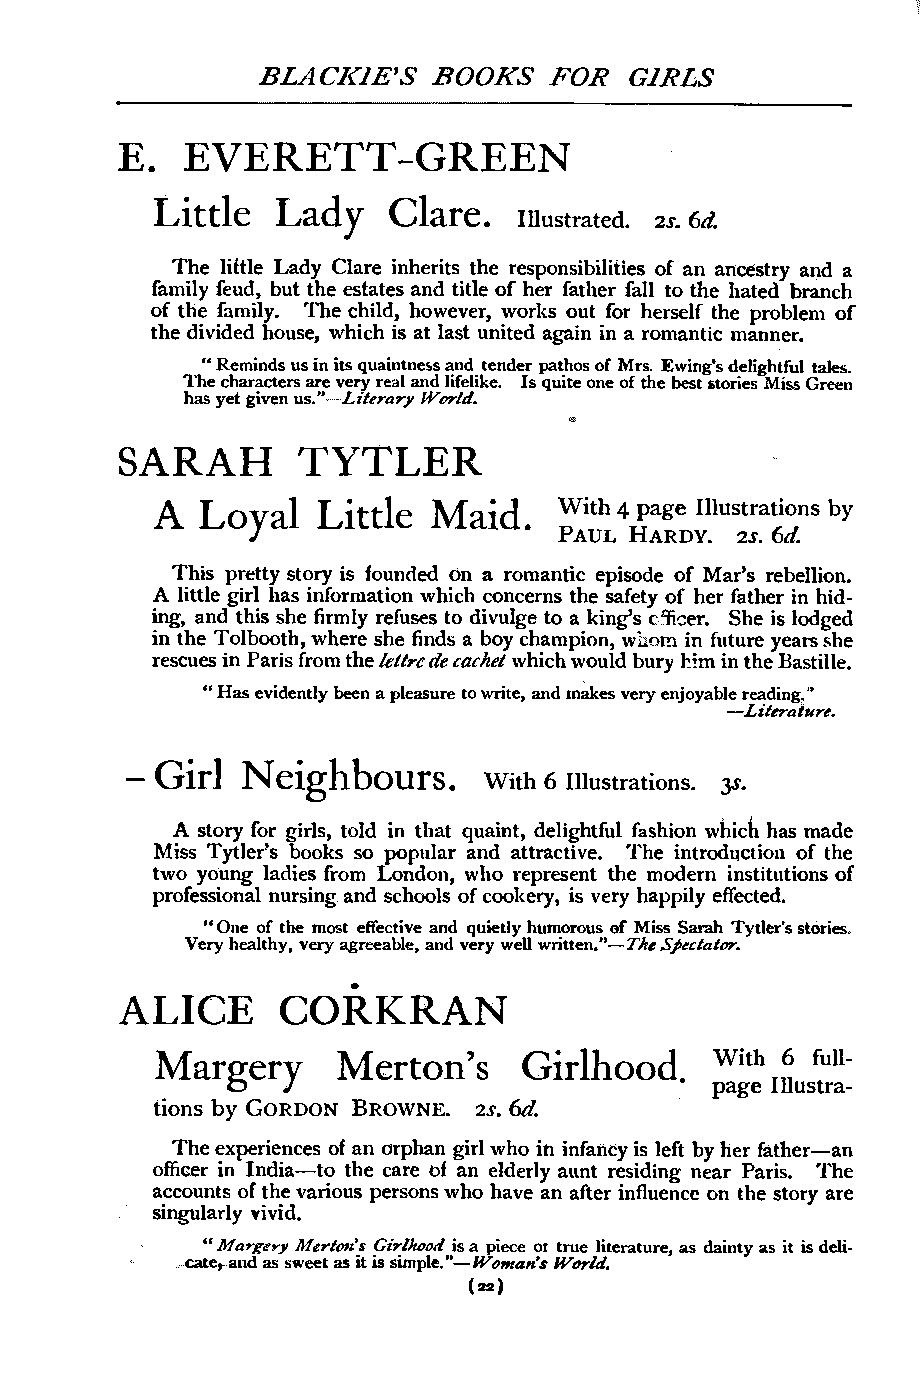 BLACKIE'S BOOKS FOR GIRLS
E. EVERETT-GREEN
Little Lady Clare. Illustrated. 2s. 6d.
The little Lady Clare inherits the responsibilities of an ancestry and a
family feud, but the estates and title of her father fall to the hated branch
of the family. The child, however, works out for herself the problem of
the divided house, which is at last united again in a romantic manner.
"Reminds us in its quaintness and tender pathos of Mrs. Ewing's delightful tales.
The characters are very real and lifelike. Is quite one of the best stories Miss Green
has yet given us."—Literary World.
SARAH TYTLER
A Loyal Little Maid. With 4 page Illustrations by
PAUL HARDY. 2s. 6d.
This pretty story is founded on a romantic episode of Mar's rebellion.
A little girl has information which concerns the safety of her father in hid-
ing, and this she firmly refuses to divulge to a king's officer. She is lodged
in the Tolbooth, where she finds a boy champion, whom in future years she
rescues in Paris from the lettre de cachet which would bury him in the Bastille.
"Has evidently been a pleasure to write, and makes very enjoyable reading."
—Literature.
– Girl Neighbours. With 6 Illustrations. 3s.
A story for girls, told in that quaint, delightful fashion which has made
Miss Tytler's books so popular and attractive. The introduction of the
two young ladies from London, who represent the modern institutions of
professional nursing and schools of cookery, is very happily effected.
"One of the most effective and quietly humorous of Miss Sarah Tytler's stories.
Very healthy, very agreeable, and very well written."—The Spectator.
ALICE CORKRAN
Margery Merton's Girlhood. With 6 full-
page Illustra-
tions by GORDON BROWNE. 2s. 6d.
The experiences of an orphan girl who in infancy is left by her father—an
officer in India—to the care of an elderly aunt residing near Paris. The
accounts of the various persons who have an after influence on the story are
singularly vivid.
"Margery Merton's Girlhood is a piece of true literature, as dainty as it is deli-
cate, and as sweet as it is simple."—Woman's World.
(22)